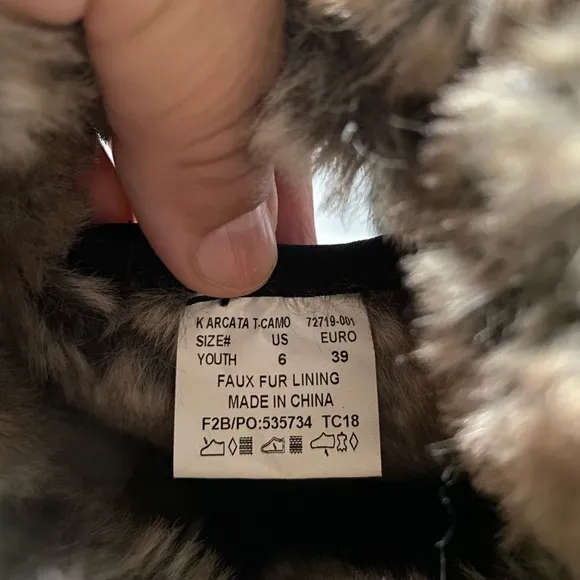 K ARCATA T-CAMO 72719-001
SIZE# US EURO
YOUTH 6 39
FAUX FUR LINING
MADE IN CHINA
F2B/PO:535734 TC18